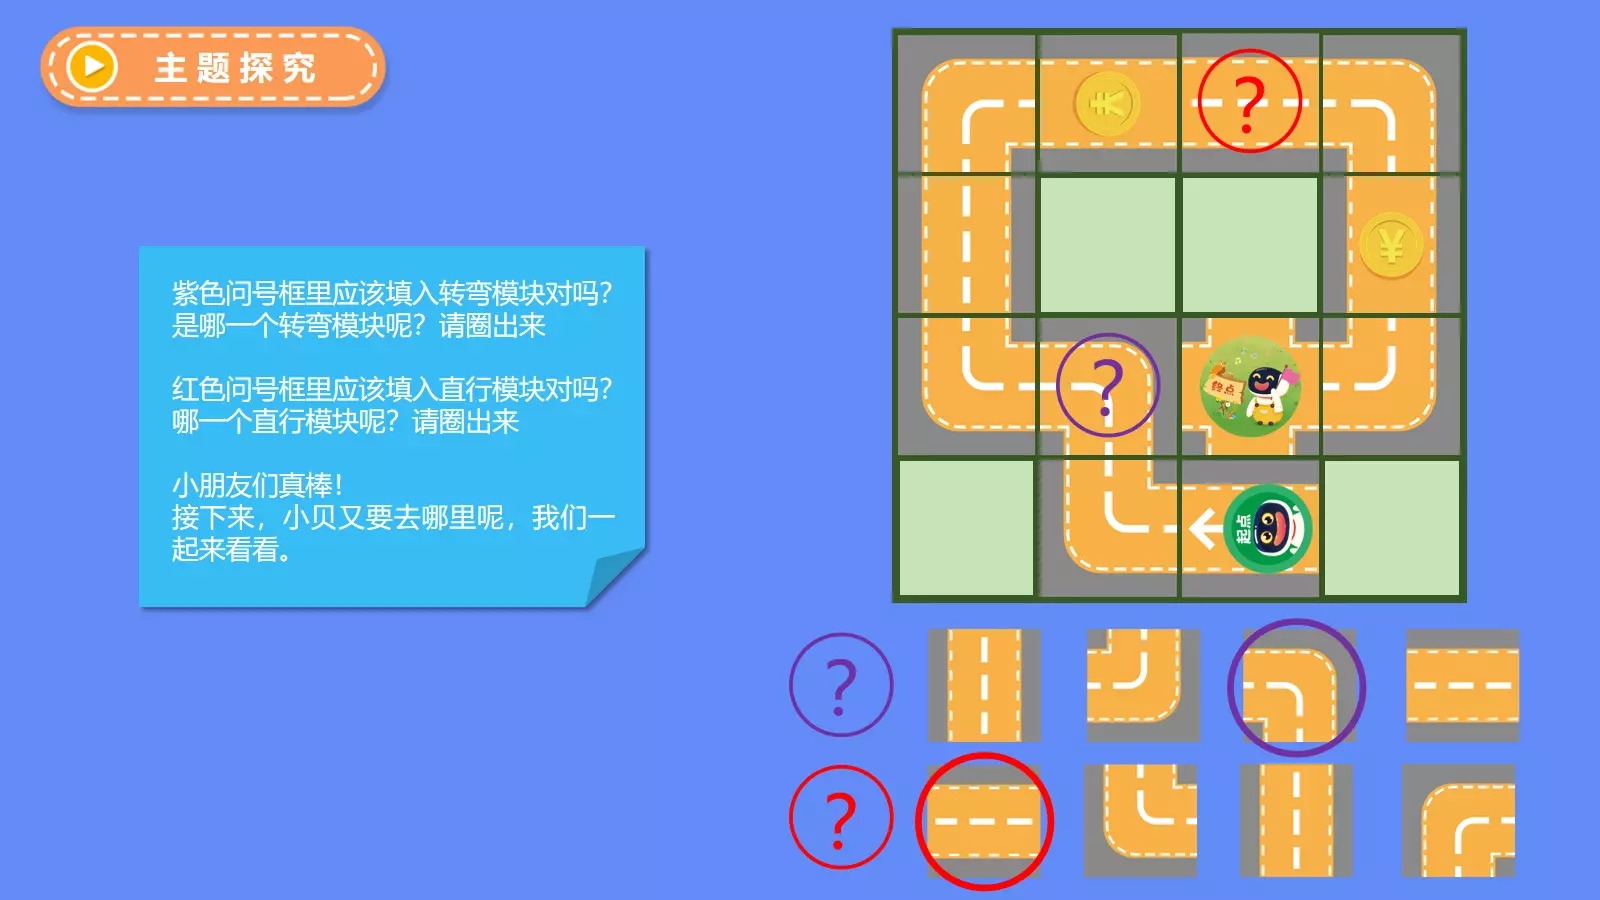 主题探究
紫色问号框里应该填入转弯模块对吗？
是哪一个转弯模块呢？请圈出来
红色问号框里应该填入直行模块对吗？
哪一个直行模块呢？请圈出来
小朋友们真棒！
接下来，小贝又要去哪里呢，我们一
起来看看。
¥
?
¥
?
终点
起点
?
?